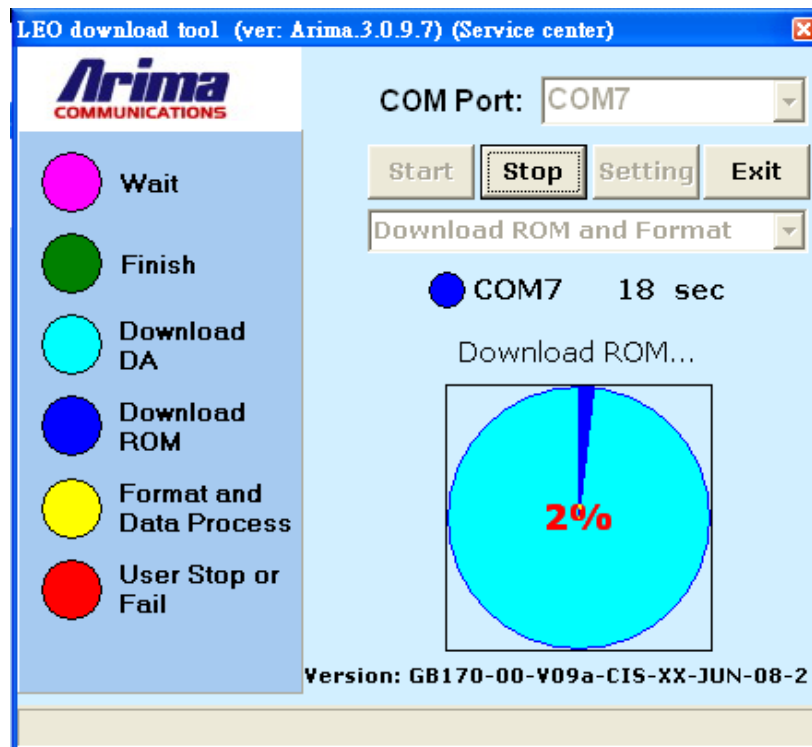 LEO download tool (ver: Arima.3.0.9.7) (Service center)
Arima
COMMUNICATIONS
COM Port: COM7
Start Stop Setting Exit
Download ROM and Format
COM7 18 sec
Download ROM...
2%
Version: GB170-00-V09a-CIS-XX-JUN-08-2
Wait
Finish
Download
DA
Download
ROM
Format and
Data Process
User Stop or
Fail